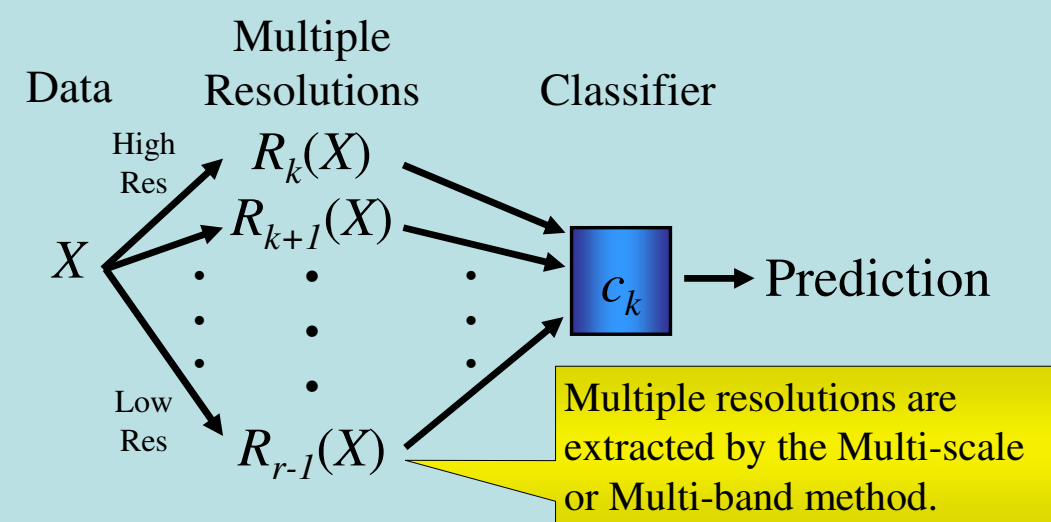 Multiple
Data Resolutions Classifier
High
Res
R_k(X)
R_{k+1}(X)
X
c_k
Prediction
Low
Res
R_{r-1}(X)
Multiple resolutions are
extracted by the Multi-scale
or Multi-band method.